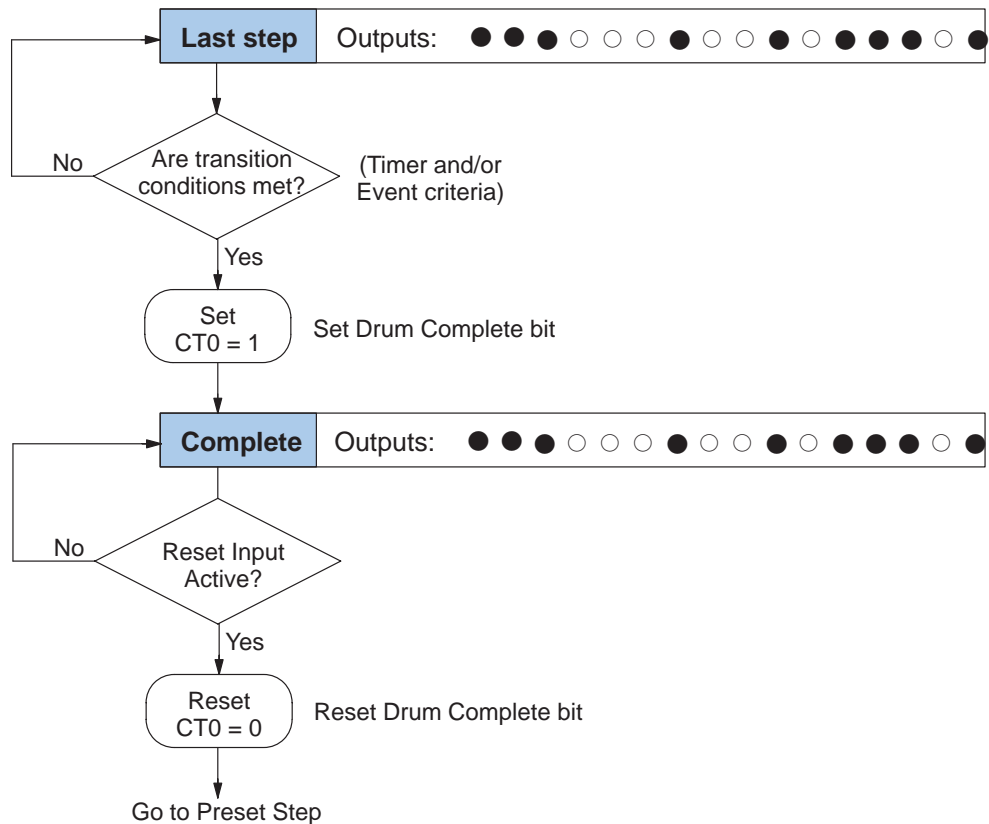 Last step Outputs:
No
Are transition
conditions met?
(Timer and/or
Event criteria)
Yes
Set
CT0 = 1
Set Drum Complete bit
Complete Outputs:
No
Reset Input
Active?
Yes
Reset
CT0 = 0
Reset Drum Complete bit
Go to Preset Step